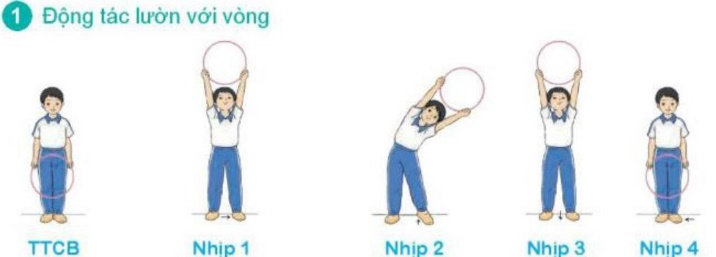 1 Động tác lườn với vòng
TTCB Nhịp 1 Nhịp 2 Nhịp 3 Nhịp 4